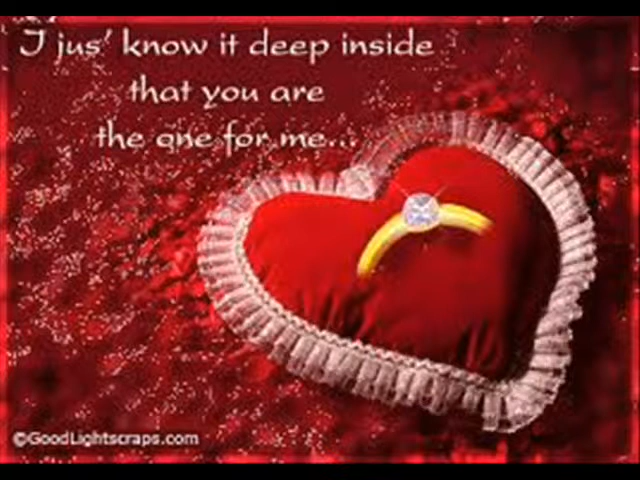 I jus' know it deep inside
that you are
the one for me...
©GoodLightscraps.com